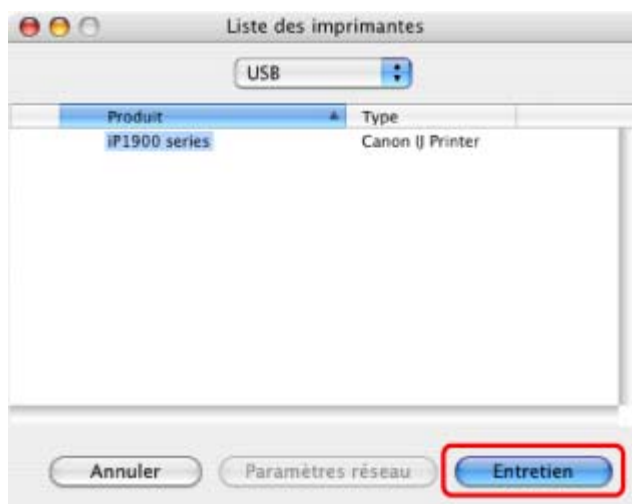 Liste des imprimantes
USB
Produit Type
iP1900 series Canon IJ Printer
Annuler Paramètres réseau Entretien